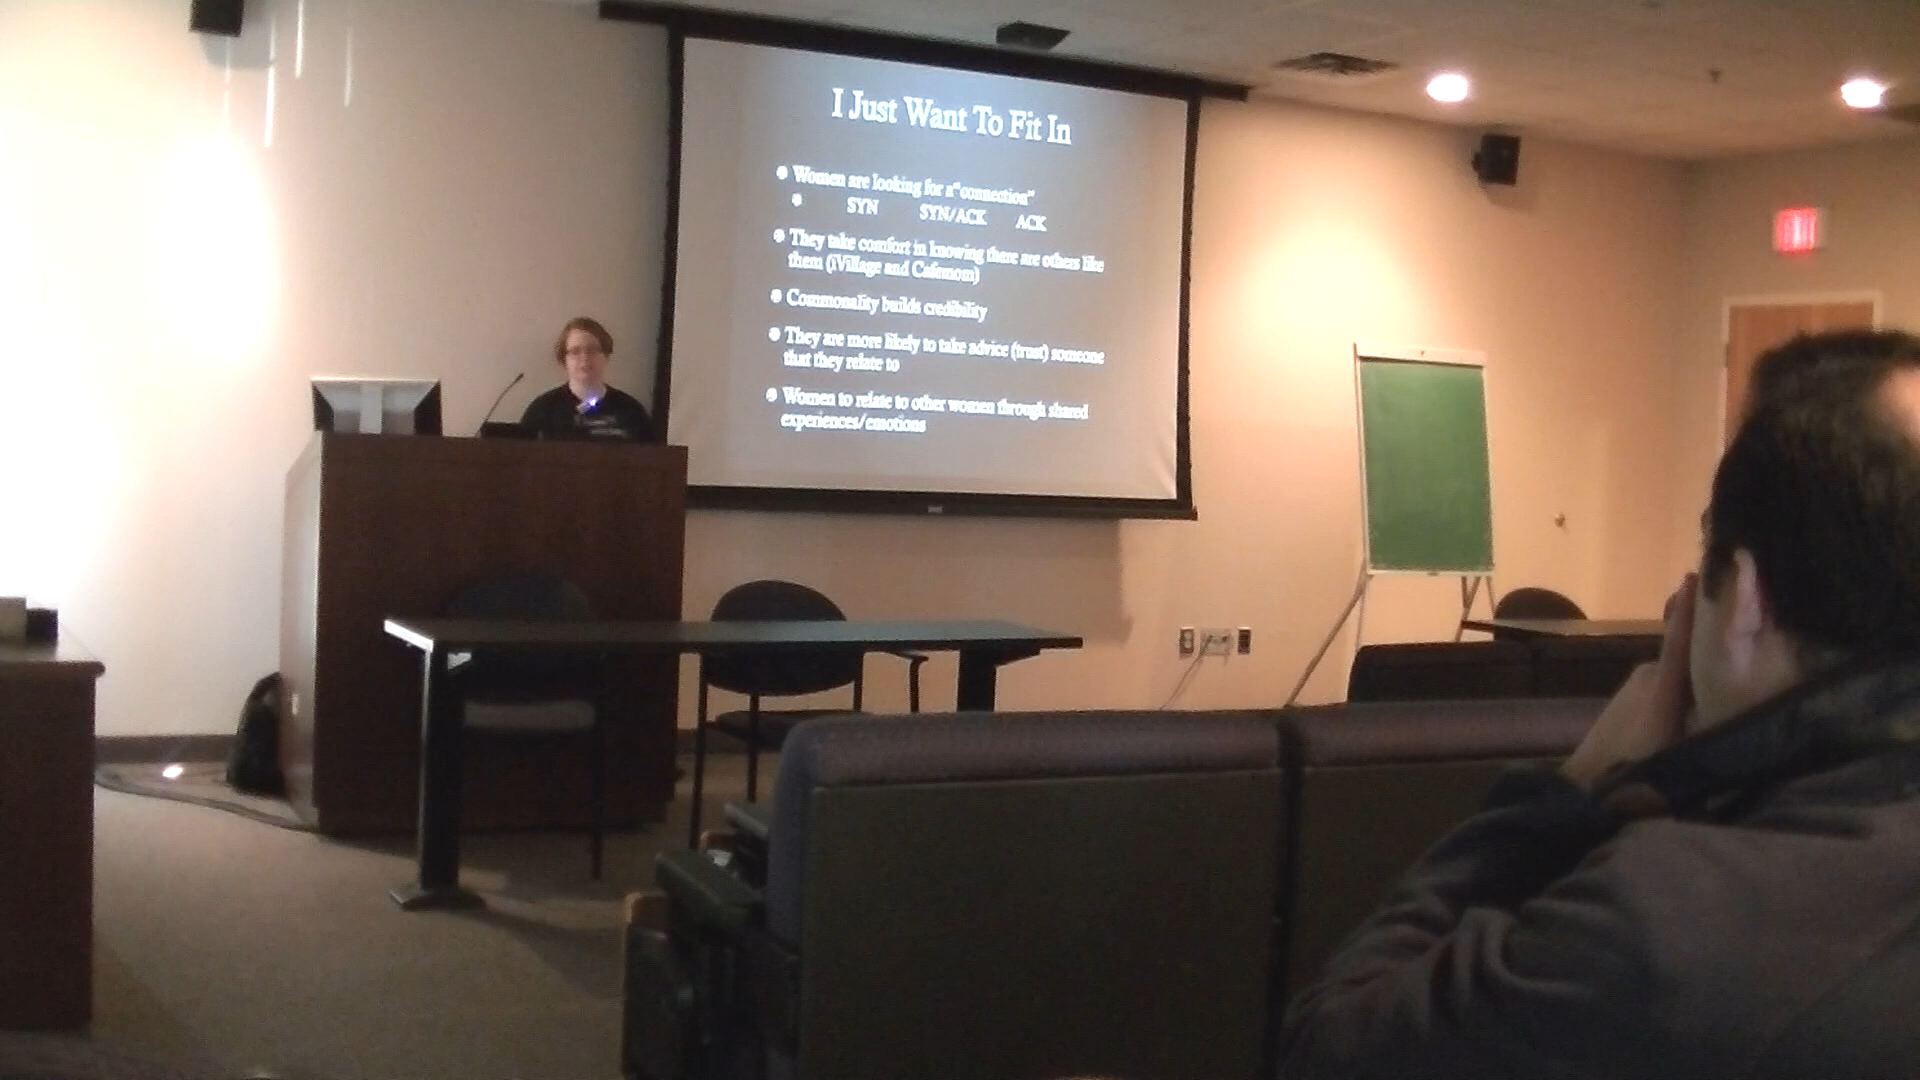 I Just Want To Fit In
Women are looking for a "connection"
SYN SYN/ACK ACK
They take comfort in knowing there are others like
them (iVillage and Cafemom)
Commonality builds credibility
They are more likely to take advice (trust) someone
that they relate to
Women to relate to other women through shared
experiences/emotions